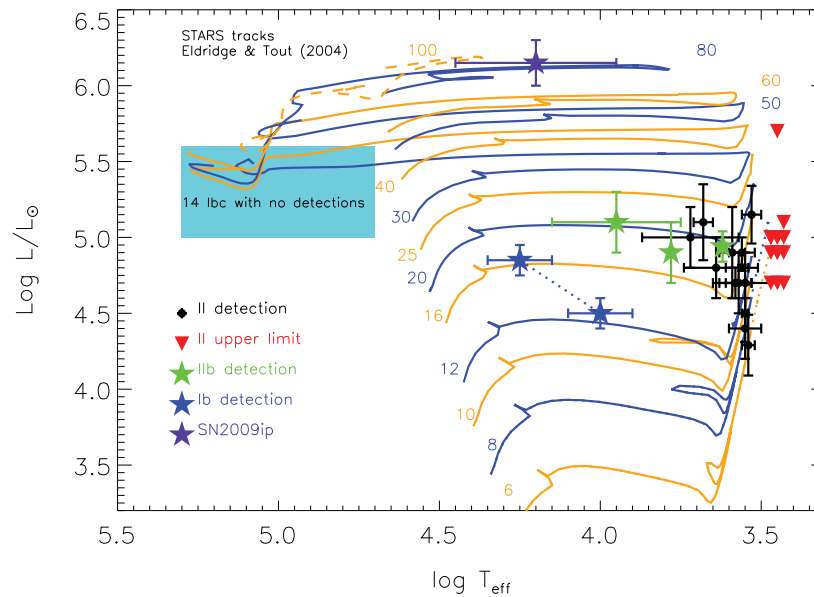 6.5
6.0
5.5
5.0
4.5
4.0
3.5
Log L/L☉
STARS tracks
Eldridge & Tout (2004)
100
80
60
50
40
30
25
20
16
12
10
8
6
14 Ibc with no detections
II detection
II upper limit
IIb detection
Ib detection
SN2009ip
5.5
5.0
4.5
4.0
3.5
log Teff